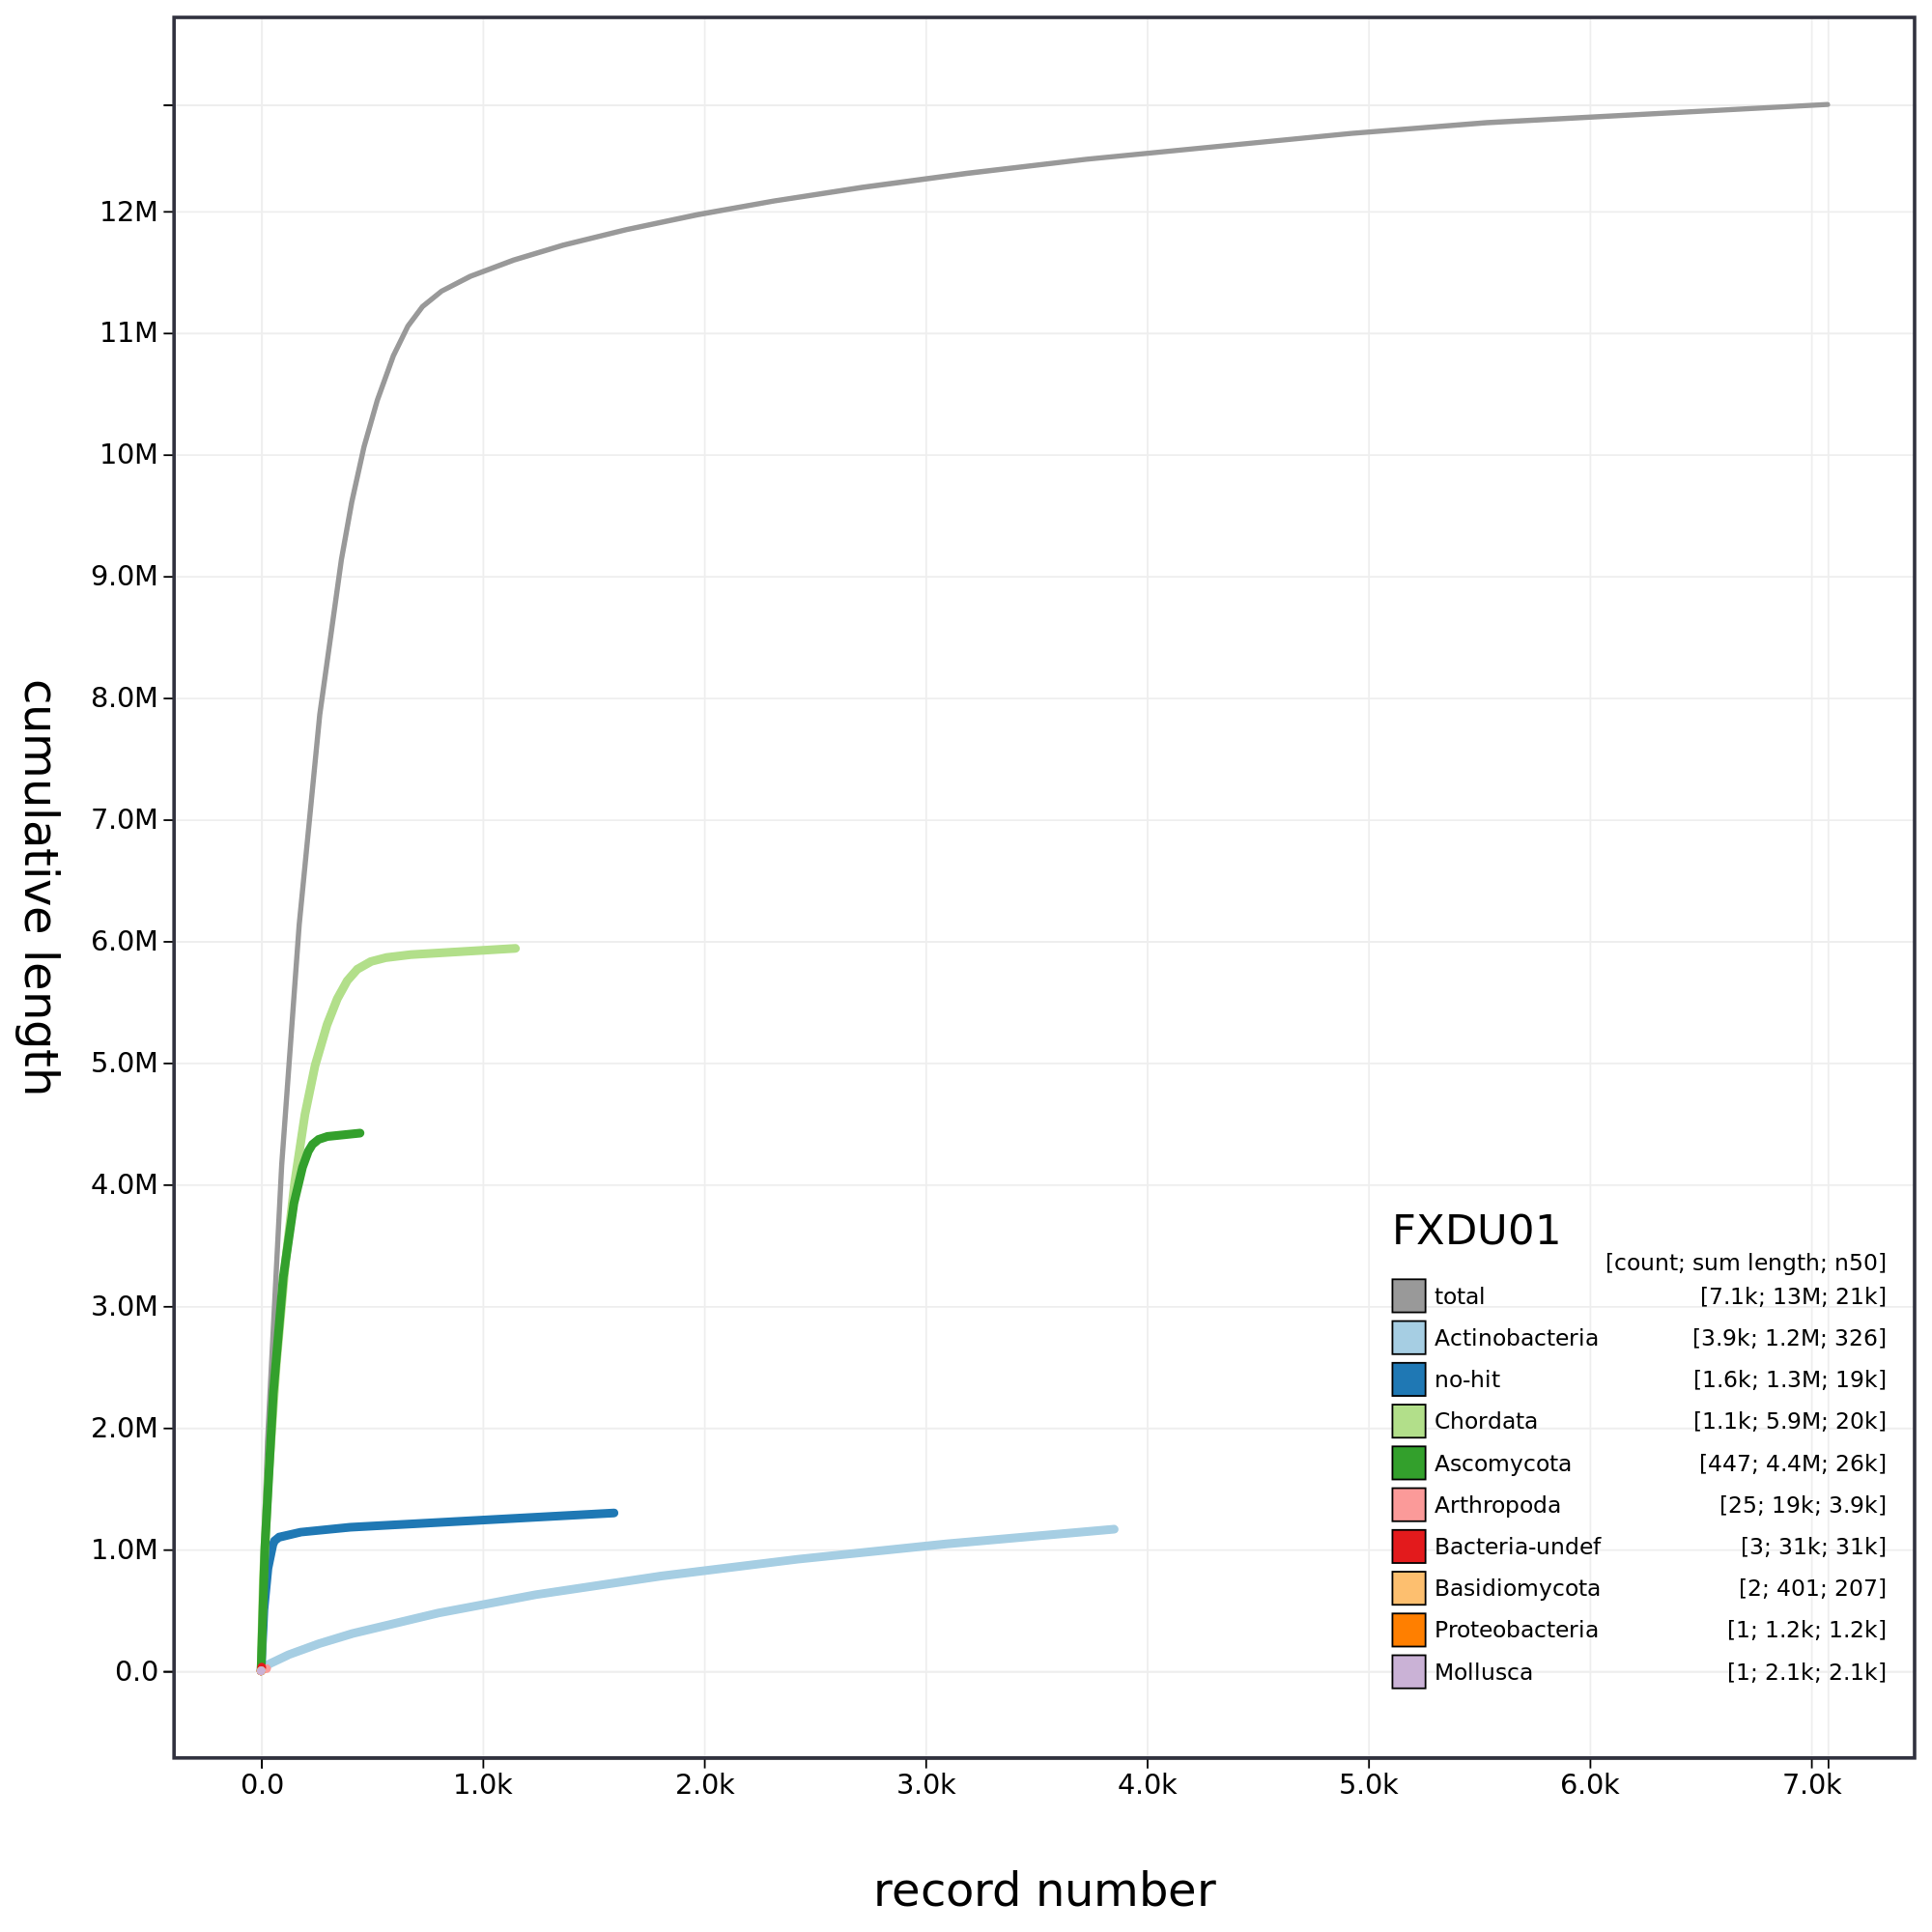 12M
11M
10M
9.0M
8.0M
7.0M
6.0M
5.0M
4.0M
3.0M
2.0M
1.0M
0.0
cumulative length
FXDU01
[count; sum length; n50]
total [7.1k; 13M; 21k]
Actinobacteria [3.9k; 1.2M; 326]
no-hit [1.6k; 1.3M; 19k]
Chordata [1.1k; 5.9M; 20k]
Ascomycota [447; 4.4M; 26k]
Arthropoda [25; 19k; 3.9k]
Bacteria-undef [3; 31k; 31k]
Basidiomycota [2; 401; 207]
Proteobacteria [1; 1.2k; 1.2k]
Mollusca [1; 2.1k; 2.1k]
0.0 1.0k 2.0k 3.0k 4.0k 5.0k 6.0k 7.0k
record number